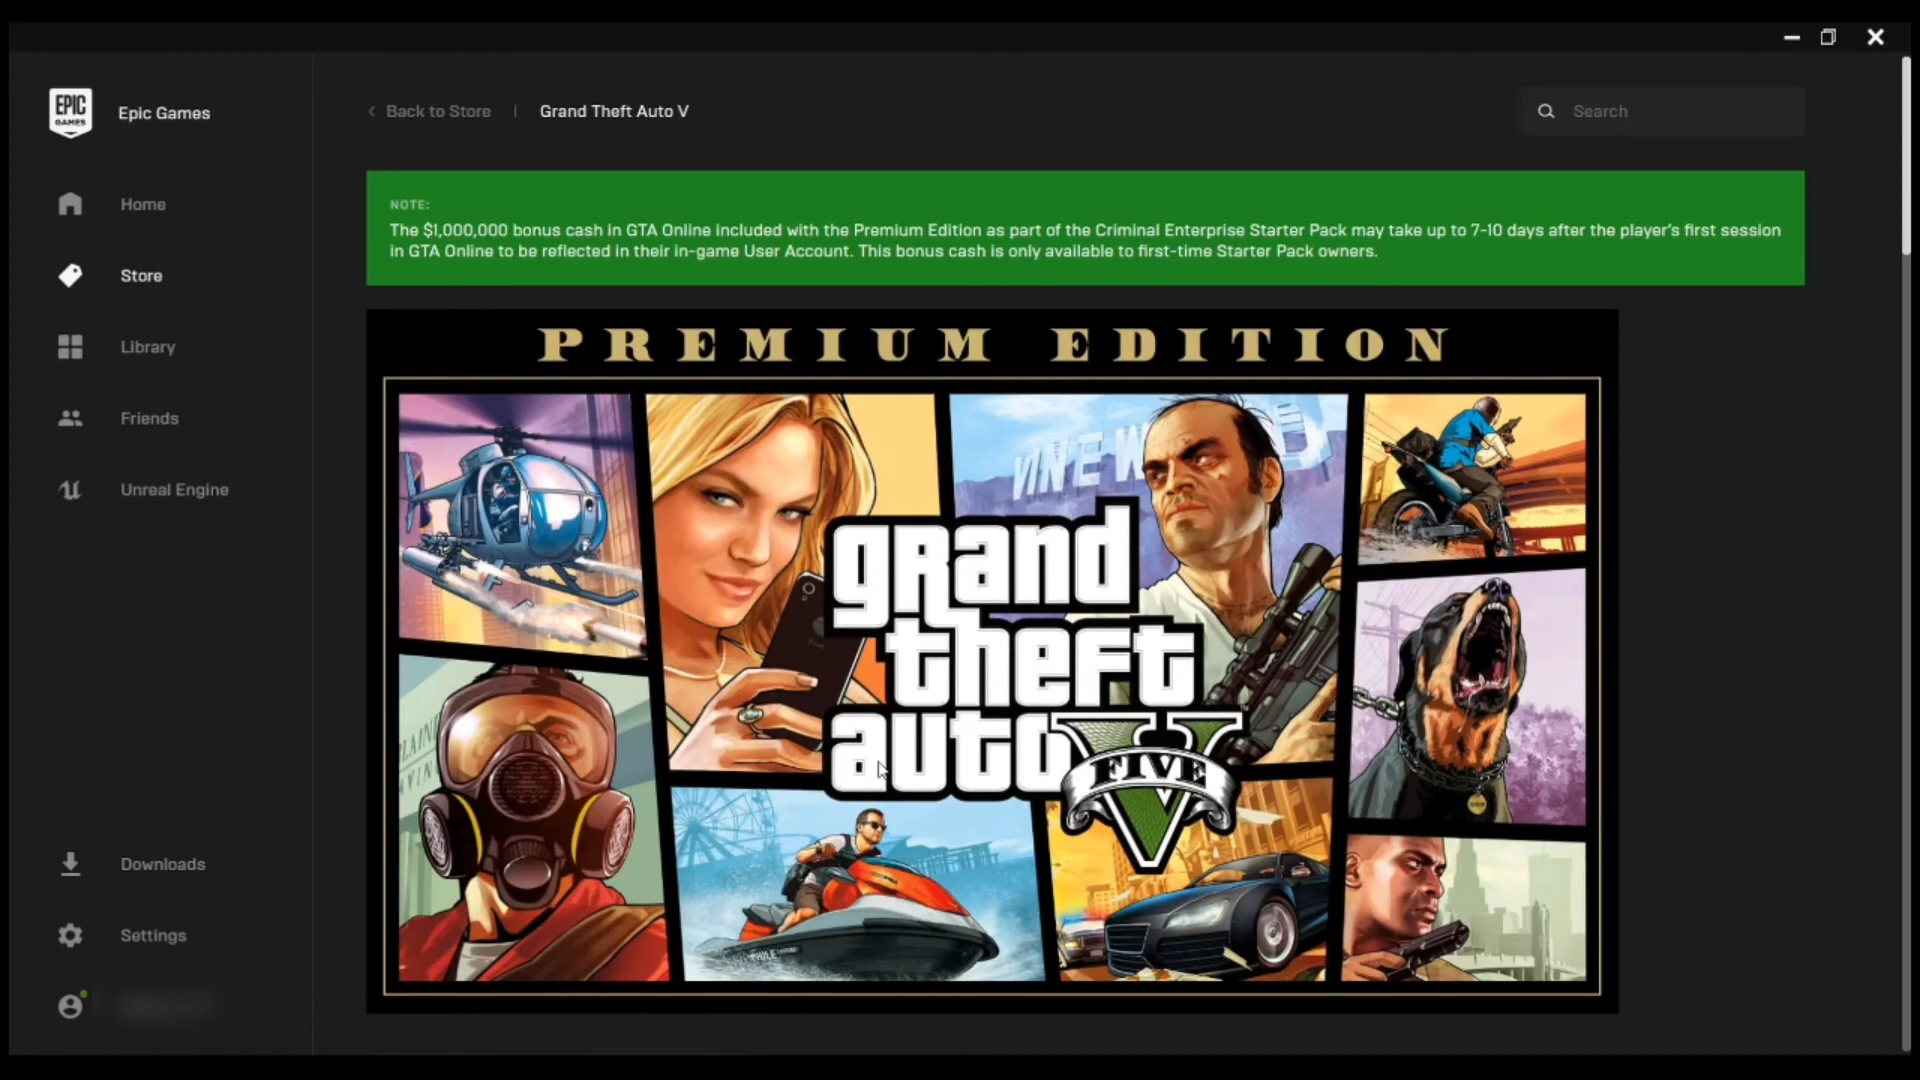 EPIC
GAMES
Epic Games
Home
Store
Library
Friends
Unreal Engine
Downloads
Settings
Back to Store
Grand Theft Auto V
Search
NOTE:
The $1,000,000 bonus cash in GTA Online included with the Premium Edition as part of the Criminal Enterprise Starter Pack may take up to 7-10 days after the player's first session
in GTA Online to be reflected in their in-game User Account. This bonus cash is only available to first-time Starter Pack owners.
PREMIUM EDITION
VINEW
grand
theft
auto V
FIVE